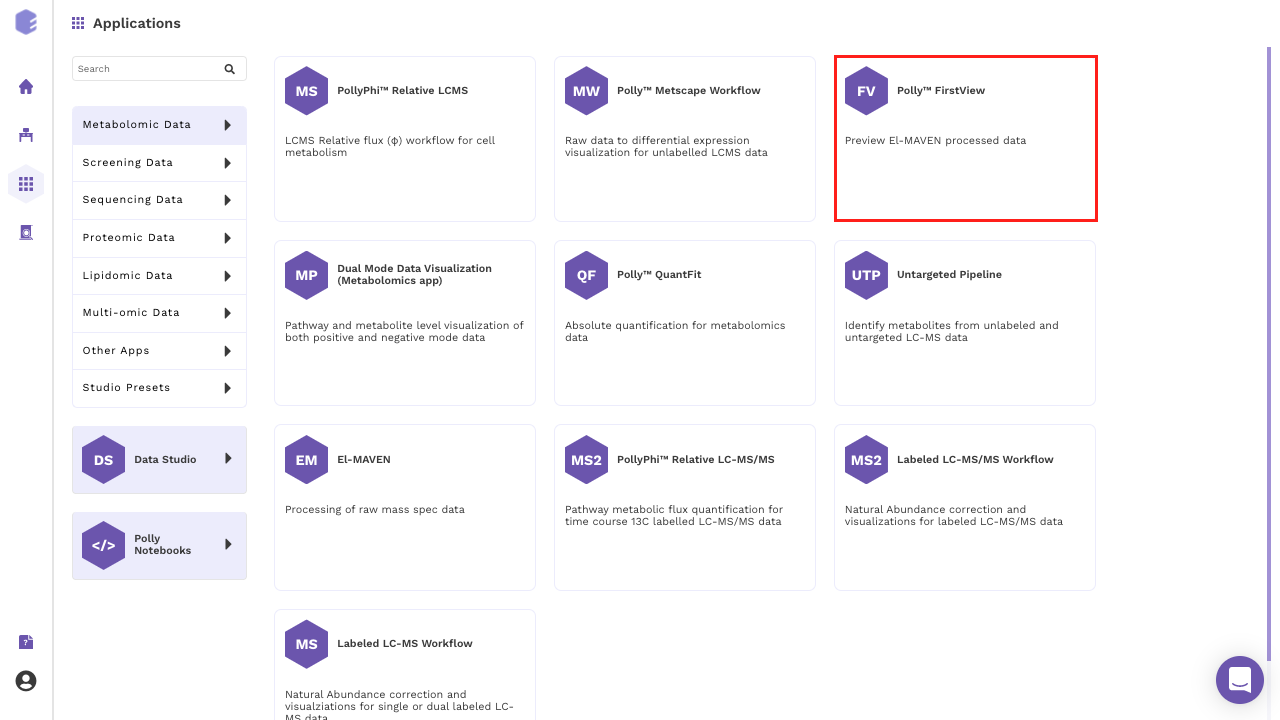 Applications
Search
Metabolomic Data
Screening Data
Sequencing Data
Proteomic Data
Lipidomic Data
Multi-omic Data
Other Apps
Studio Presets
DS
Data Studio
</>
Polly
Notebooks
?
MS
PollyPhi™ Relative LCMS
LCMS Relative flux (ϕ) workflow for cell
metabolism
MW
Polly™ Metscape Workflow
Raw data to differential expression
visualization for unlabelled LCMS data
FV
Polly™ FirstView
Preview El-MAVEN processed data
MP
Dual Mode Data Visualization
(Metabolomics app)
Pathway and metabolite level visualization of
both positive and negative mode data
QF
Polly™ QuantFit
Absolute quantification for metabolomics
data
UTP
Untargeted Pipeline
Identify metabolites from unlabeled and
untargeted LC-MS data
EM
El-MAVEN
Processing of raw mass spec data
MS2
PollyPhi™ Relative LC-MS/MS
Pathway metabolic flux quantification for
time course 13C labelled LC-MS/MS data
MS2
Labeled LC-MS/MS Workflow
Natural Abundance correction and
visualizations for labeled LC-MS/MS data
MS
Labeled LC-MS Workflow
Natural Abundance correction and
visualziations for single or dual labeled LC-
MS data